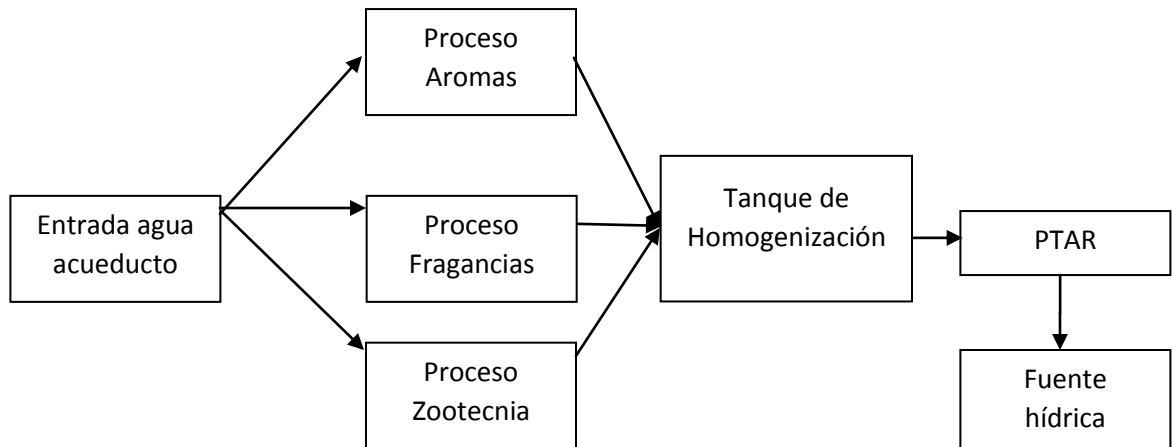 Proceso
Aromas
Entrada agua
acueducto
Proceso
Fragancias
Proceso
Zootecnia
Tanque de
Homogenización
PTAR
Fuente
hídrica